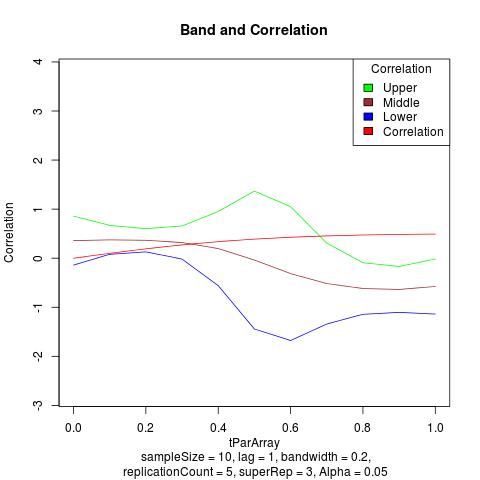 Band and Correlation
Correlation
4
3
2
1
0
-1
-2
-3
Correlation
Upper
Middle
Lower
Correlation
0.0 0.2 0.4 0.6 0.8 1.0
tParArray
sampleSize = 10, lag = 1, bandwidth = 0.2,
replicationCount = 5, superRep = 3, Alpha = 0.05